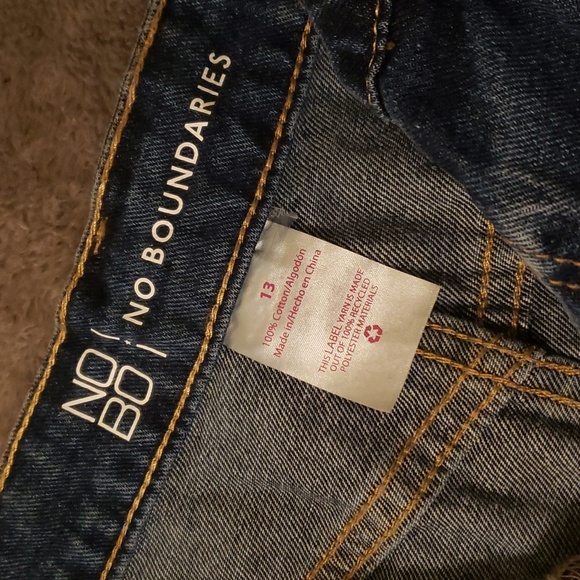 NO
BO
NO BOUNDARIES
13
100% Cotton/Algodón
Made in/Hecho en China
THIS LABEL YARN IS MADE
OUT OF 100% RECYCLED
POLYESTER MATERIALS